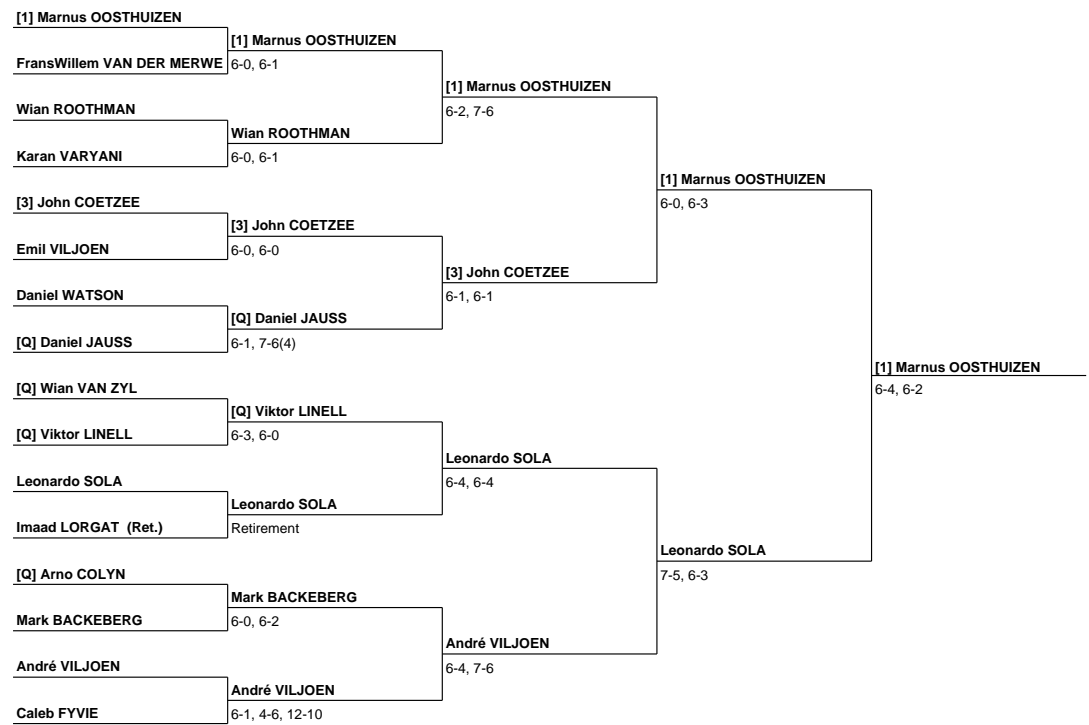 [1] Marnus OOSTHUIZEN
FransWillem VAN DER MERWE
Wian ROOTHMAN
Karan VARYANI
[3] John COETZEE
Emil VILJOEN
Daniel WATSON
[Q] Daniel JAUSS
[Q] Wian VAN ZYL
[Q] Viktor LINELL
Leonardo SOLA
Imaad LORGAT (Ret.)
[Q] Arno COLYN
Mark BACKEBERG
André VILJOEN
Caleb FYVIE
[1] Marnus OOSTHUIZEN
6-0, 6-1
Wian ROOTHMAN
6-0, 6-1
[3] John COETZEE
6-0, 6-0
[Q] Daniel JAUSS
6-1, 7-6(4)
[Q] Viktor LINELL
6-3, 6-0
Leonardo SOLA
Retirement
Mark BACKEBERG
6-0, 6-2
André VILJOEN
6-1, 4-6, 12-10
[1] Marnus OOSTHUIZEN
6-2, 7-6
[3] John COETZEE
6-1, 6-1
Leonardo SOLA
6-4, 6-4
André VILJOEN
6-4, 7-6
[1] Marnus OOSTHUIZEN
6-0, 6-3
Leonardo SOLA
7-5, 6-3
[1] Marnus OOSTHUIZEN
6-4, 6-2